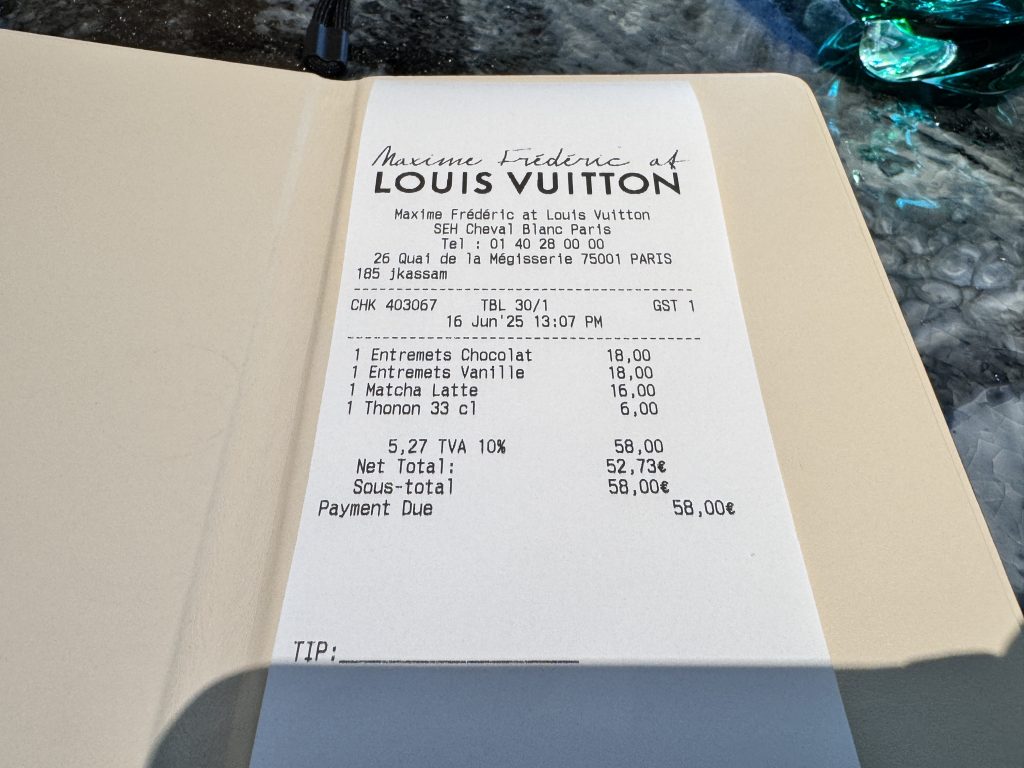 Maxime Frédéric at
LOUIS VUITTON
Maxime Frédéric at Louis Vuitton
SEH Cheval Blanc Paris
Tel : 01 40 28 00 00
26 Quai de la Mégisserie 75001 PARIS
185 jkassam
CHK 403067 TBL 30/1 GST 1
16 Jun'25 13:07 PM
1 Entremets Chocolat 18,00
1 Entremets Vanille 18,00
1 Matcha Latte 16,00
1 Thonon 33 cl 6,00
5,27 TVA 10% 58,00
Net Total: 52,73€
Sous-total 58,00€
Payment Due 58,00€
TIP: